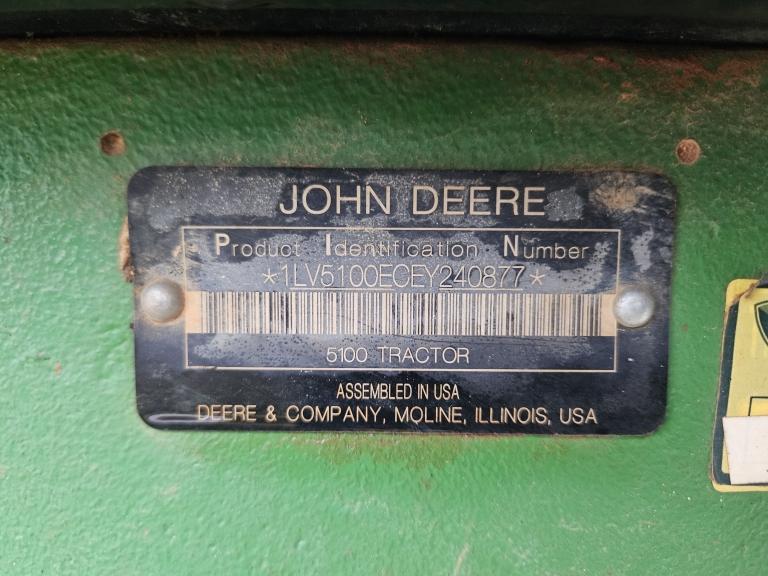 JOHN DEERE
Product Identification Number
*1LV5100ECEY240877*
5100 TRACTOR
ASSEMBLED IN USA
DEERE & COMPANY, MOLINE, ILLINOIS, USA